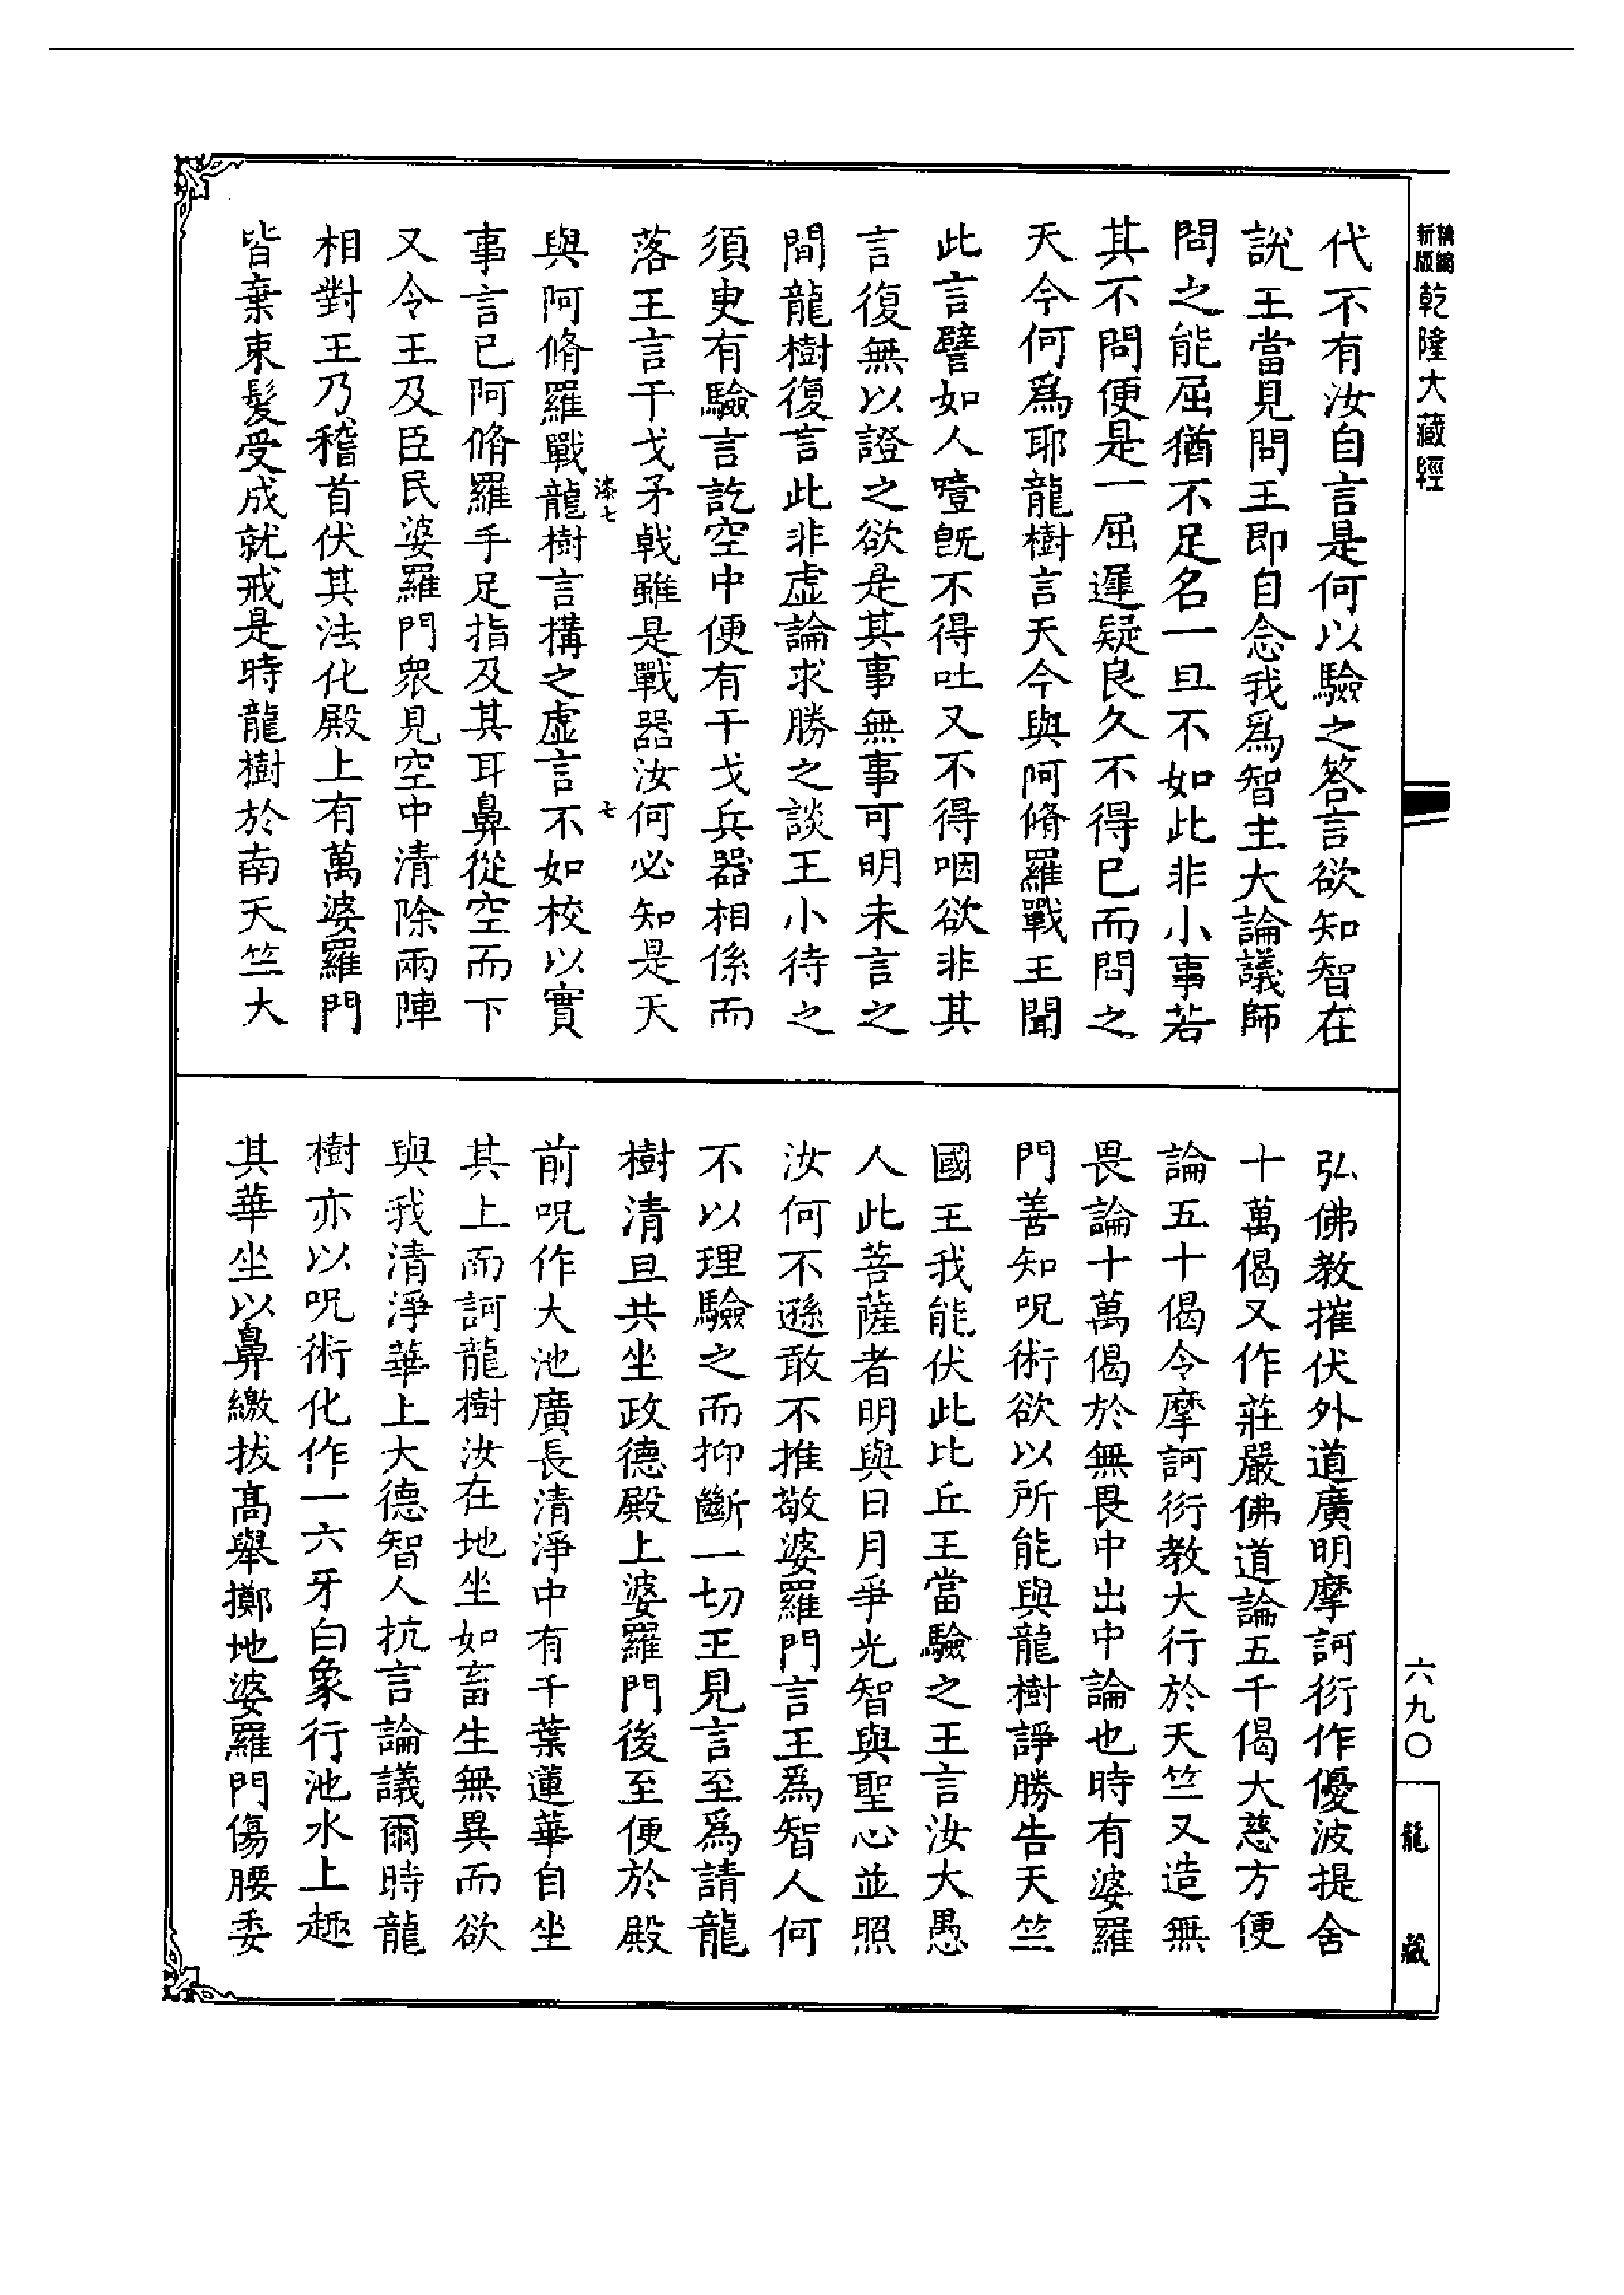 精編新版乾隆大藏經
代不有汝自言是何以驗之答言欲知智在
說王當見問王即自念我爲智主大論議師
問之能屈猶不足名一旦不如此非小事若
其不問便是一屈遲疑良久不得已而問之
天今何爲耶龍樹言天今與阿脩羅戰王聞
此言譬如人噎旣不得吐又不得咽欲非其
言復無以證之欲是其事無事可明未言之
間龍樹復言此非虛論求勝之談王小待之
須臾有驗言訖空中便有干戈兵器相係而
落王言干戈矛戟雖是戰器汝何必知是天
漆七 七
與阿脩羅戰龍樹言搆之虛言不如校以實
事言已阿脩羅手足指及其耳鼻從空而下
又令王及臣民婆羅門衆見空中清除兩陣
相對王乃稽首伏其法化殿上有萬婆羅門
皆棄束髮受成就戒是時龍樹於南天竺大
弘佛教摧伏外道廣明摩訶衍作優波提舍
十萬偈又作莊嚴佛道論五千偈大慈方便
論五十偈令摩訶衍教大行於天竺又造無
畏論十萬偈於無畏中出中論也時有婆羅
門善知呪術欲以所能與龍樹諍勝告天竺
國王我能伏此比丘王當驗之王言汝大愚
人此菩薩者明與日月爭光智與聖心並照
汝何不遜敢不推敬婆羅門言王爲智人何
不以理驗之而抑斷一切王見言至爲請龍
樹清旦共坐政德殿上婆羅門後至便於殿
前呪作大池廣長清淨中有千葉蓮華自坐
其上而訶龍樹汝在地坐如畜生無異而欲
與我清淨華上大德智人抗言論議爾時龍
樹亦以呪術化作一六牙白象行池水上趣
其華坐以鼻繳拔高舉擲地婆羅門傷腰委
六九〇
龍藏